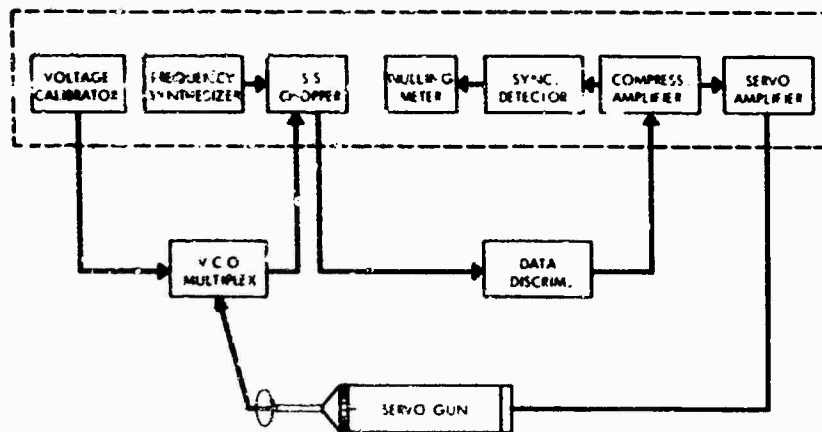 VOLTAGE
CALIBRATOR
FREQUENCY
SYNTHESIZER
S S
CHOPPER
NULLING
METER
SYNC.
DETECTOR
COMPRESS.
AMPLIFIER
SERVO
AMPLIFIER
V C O
MULTIPLEX
DATA
DISCRIM.
SERVO GUN